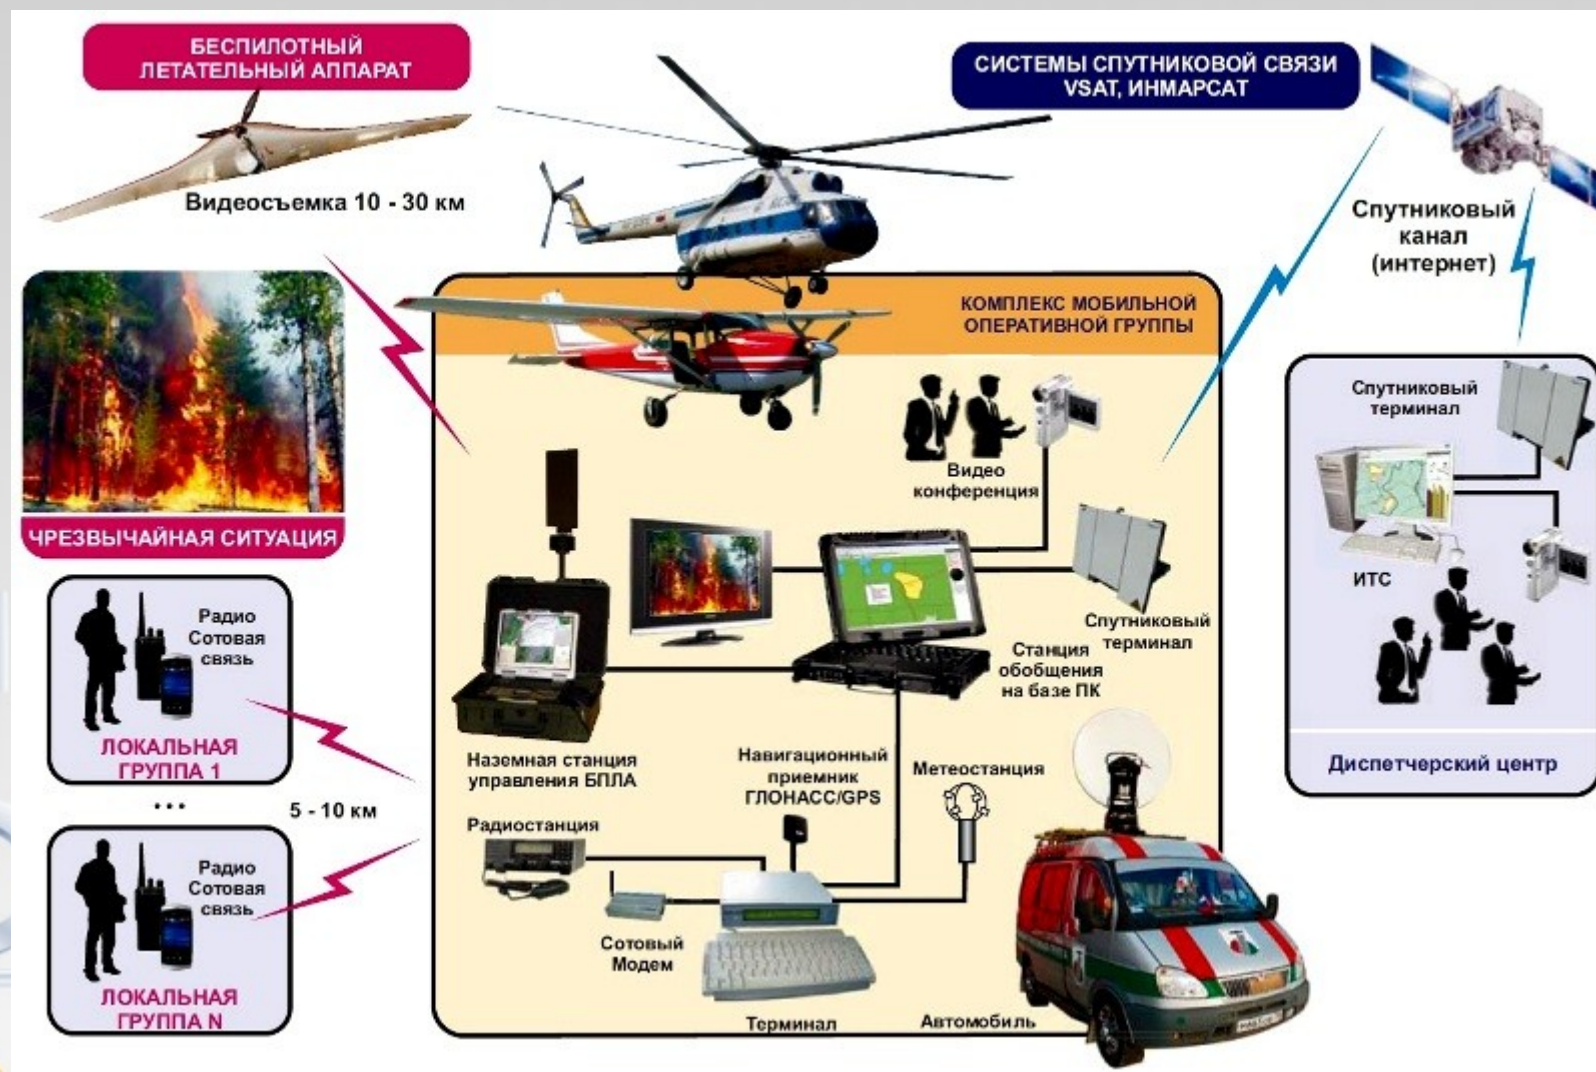 БЕСПИЛОТНЫЙ
ЛЕТАТЕЛЬНЫЙ АППАРАТ
Видеосъемка 10 - 30 км
СИСТЕМЫ СПУТНИКОВОЙ СВЯЗИ
VSAT, ИНМАРСАТ
Спутниковый
канал
(интернет)
ЧРЕЗВЫЧАЙНАЯ СИТУАЦИЯ
КОМПЛЕКС МОБИЛЬНОЙ
ОПЕРАТИВНОЙ ГРУППЫ
Видео
конференция
Спутниковый
терминал
Станция
обобщения
на базе ПК
Наземная станция
управления БПЛА
Навигационный
приемник
ГЛОНАСС/GPS
Метеостанция
Радиостанция
Сотовый
Модем
Терминал
Автомобиль
Спутниковый
терминал
ИТС
Диспетчерский центр
Радио
Сотовая
связь
ЛОКАЛЬНАЯ
ГРУППА 1
...
5 - 10 км
Радио
Сотовая
связь
ЛОКАЛЬНАЯ
ГРУППА N